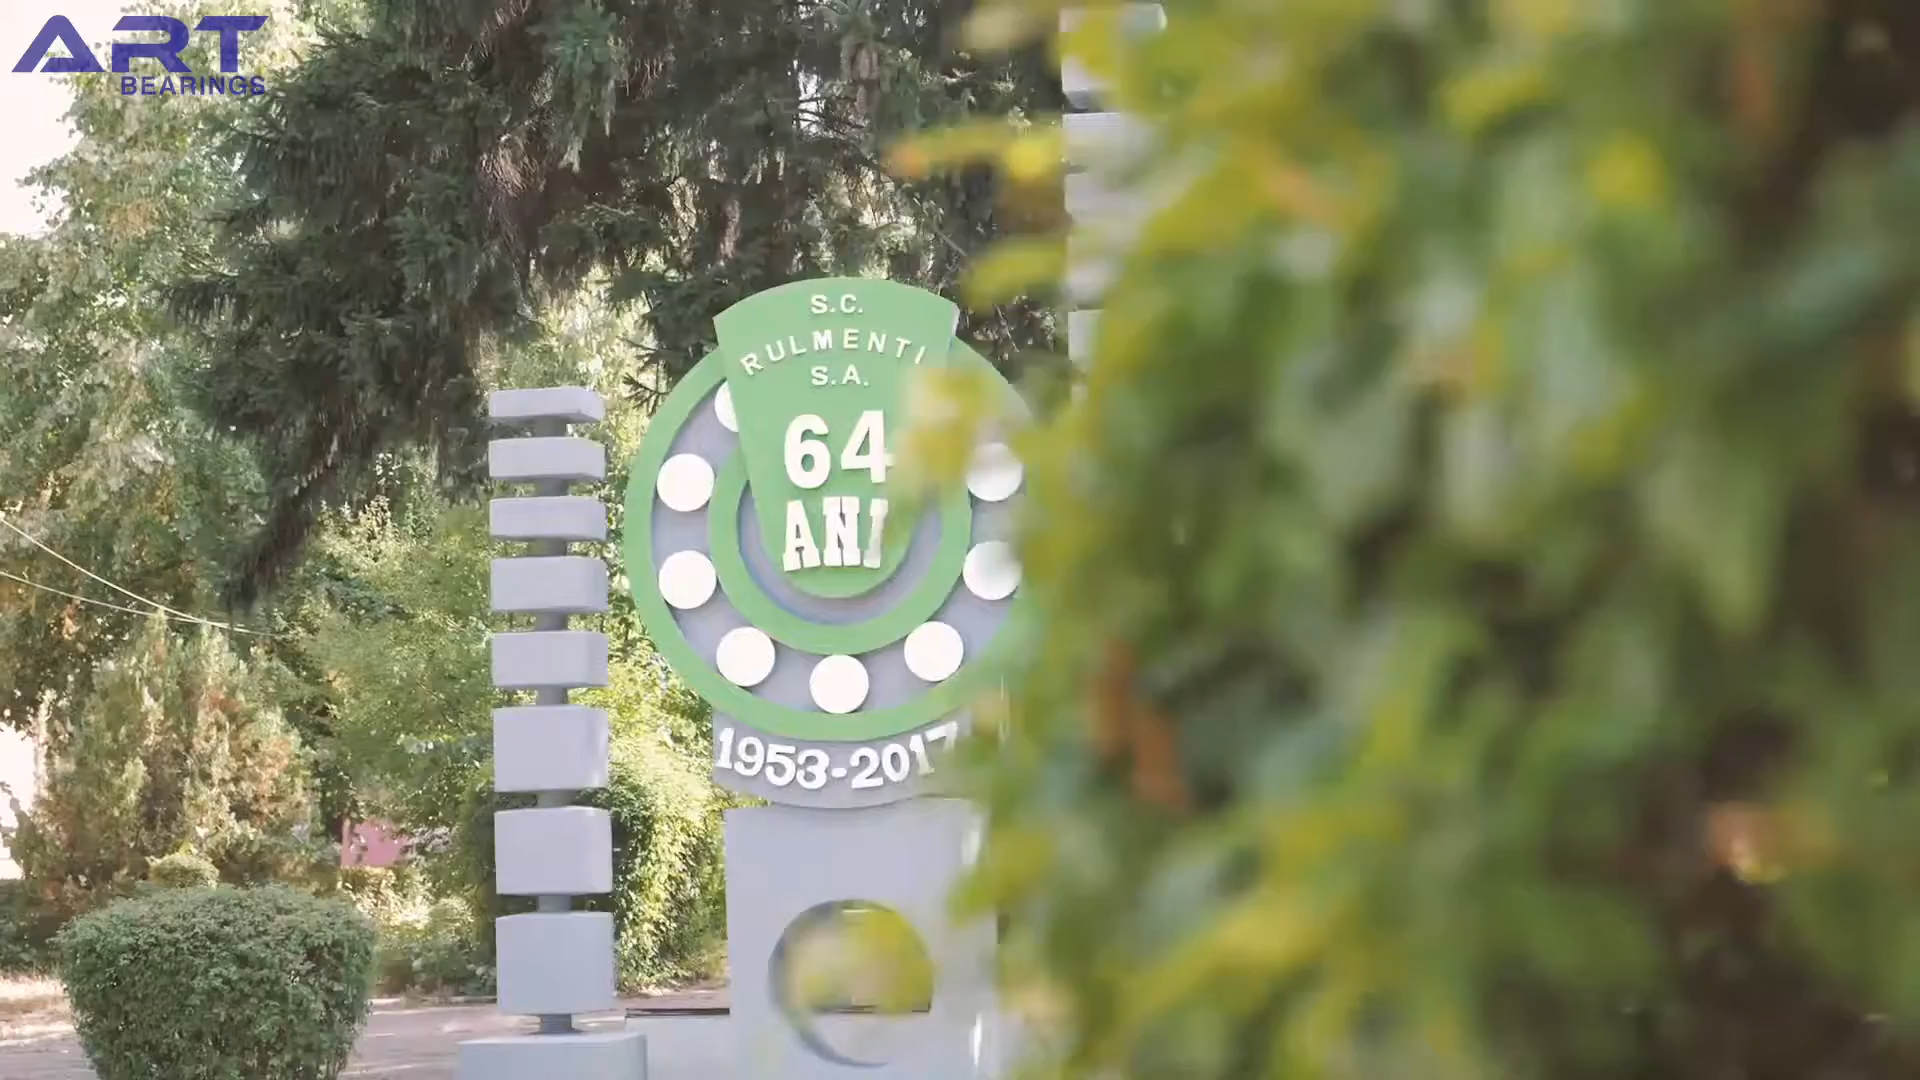 ART
BEARINGS
S.C.
RULMENTI
S.A.
64
ANI
1953-2017